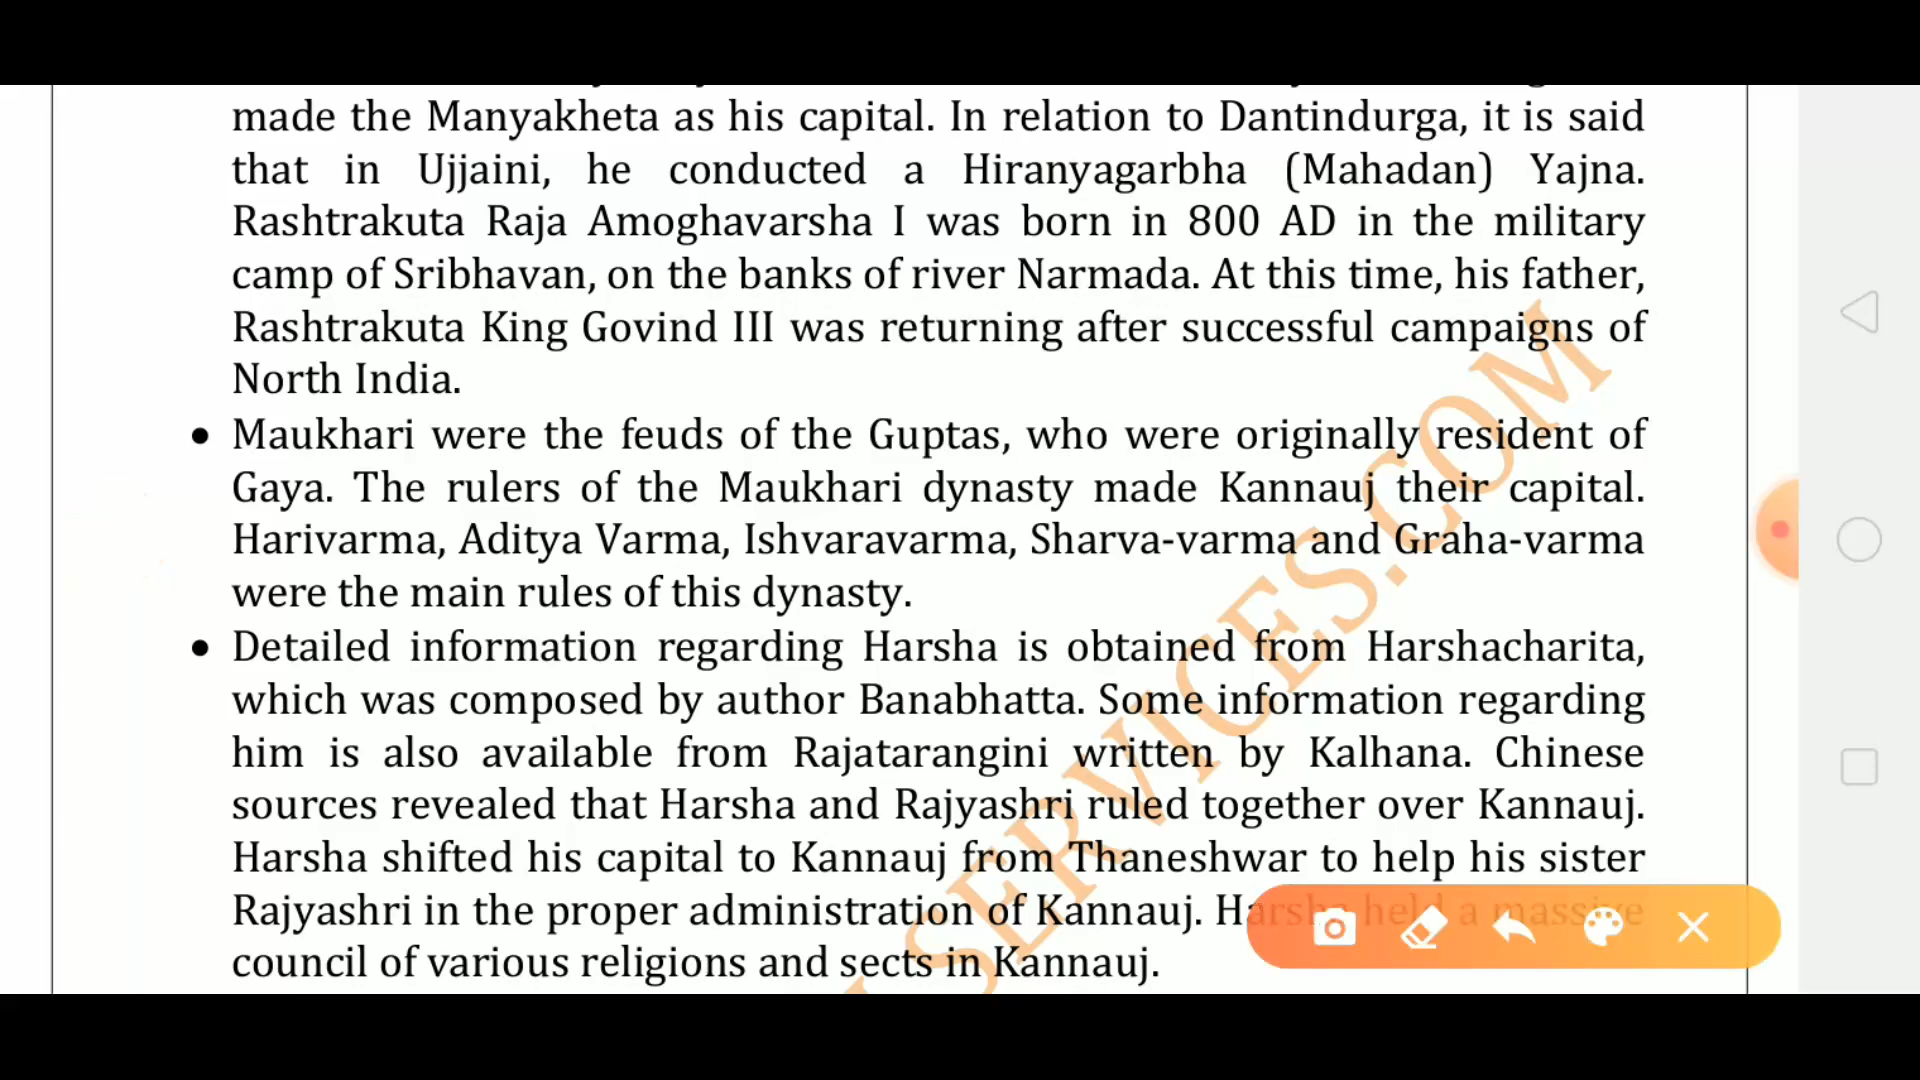 made the Manyakheta as his capital. In relation to Dantindurga, it is said
that in Ujjaini, he conducted a Hiranyagarbha (Mahadan) Yajna.
Rashtrakuta Raja Amoghavarsha I was born in 800 AD in the military
camp of Sribhavan, on the banks of river Narmada. At this time, his father,
Rashtrakuta King Govind III was returning after successful campaigns of
North India.
• Maukhari were the feuds of the Guptas, who were originally resident of
Gaya. The rulers of the Maukhari dynasty made Kannauj their capital.
Harivarma, Aditya Varma, Ishvaravarma, Sharva-varma and Graha-varma
were the main rules of this dynasty.
• Detailed information regarding Harsha is obtained from Harshacharita,
which was composed by author Banabhatta. Some information regarding
him is also available from Rajatarangini written by Kalhana. Chinese
sources revealed that Harsha and Rajyashri ruled together over Kannauj.
Harsha shifted his capital to Kannauj from Thaneshwar to help his sister
Rajyashri in the proper administration of Kannauj. Harsha held a massive
council of various religions and sects in Kannauj.
SERVICES.COM